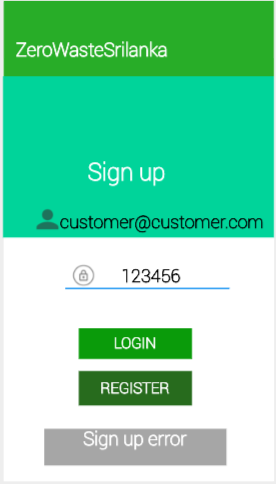 ZeroWasteSrilanka
Sign up
customer@customer.com
123456
LOGIN
REGISTER
Sign up error